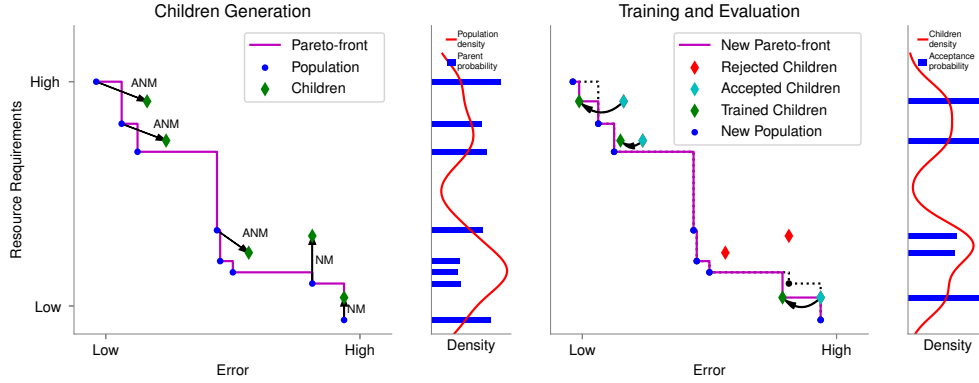 Children Generation
Training and Evaluation
Pareto-front
Population
Children
Population
density
Parent
probability
New Pareto-front
Rejected Children
Accepted Children
Trained Children
New Population
Children
density
Acceptance
probability
Resource Requirements
High
Low
ANM
ANM
ANM
NM
NM
Low
High
Error
Density
Low
High
Error
Density